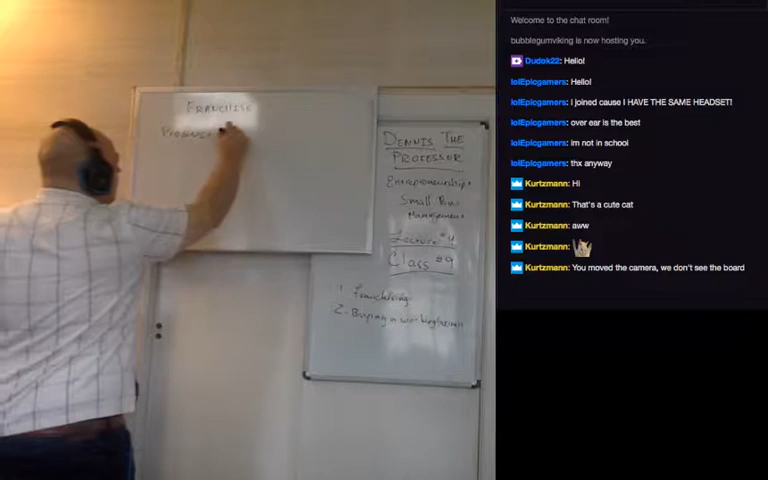 FRANCHISE
DENNIS THE
PROFESSOR
Entrepreneurship
Small Bus
Management
Lecture #4
Class #9
1. Franchising
2. Buying
Welcome to the chat room!
bubblegumviking is now hosting you.
Dudok22: Hello!
lolEpicgamers: Hello!
lolEpicgamers: I joined cause I HAVE THE SAME HEADSET!
lolEpicgamers: over ear is the best
lolEpicgamers: im not in school
lolEpicgamers: thx anyway
Kurtzmann: Hi
Kurtzmann: That's a cute cat
Kurtzmann: aww
Kurtzmann:
Kurtzmann: You moved the camera, we don't see the board